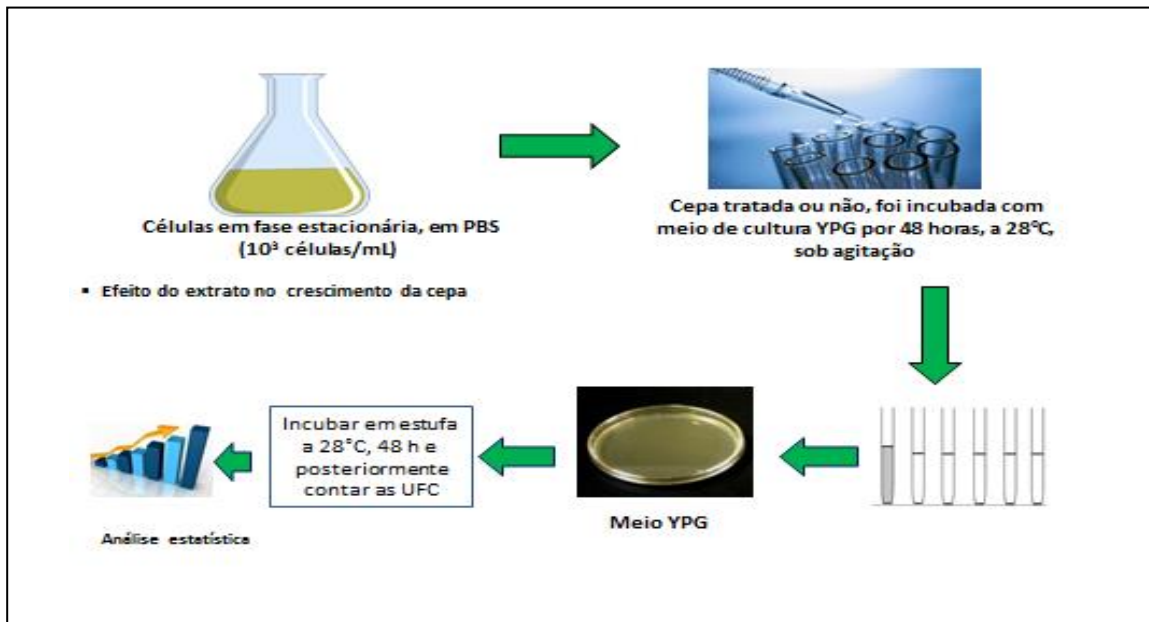 Células em fase estacionária, em PBS
(10³ células/mL)
▪ Efeito do extrato no crescimento da cepa
Cepa tratada ou não, foi incubada com
meio de cultura YPG por 48 horas, a 28°C,
sob agitação
Meio YPG
Incubar em estufa
a 28°C, 48 h e
posteriormente
contar as UFC
Análise estatística